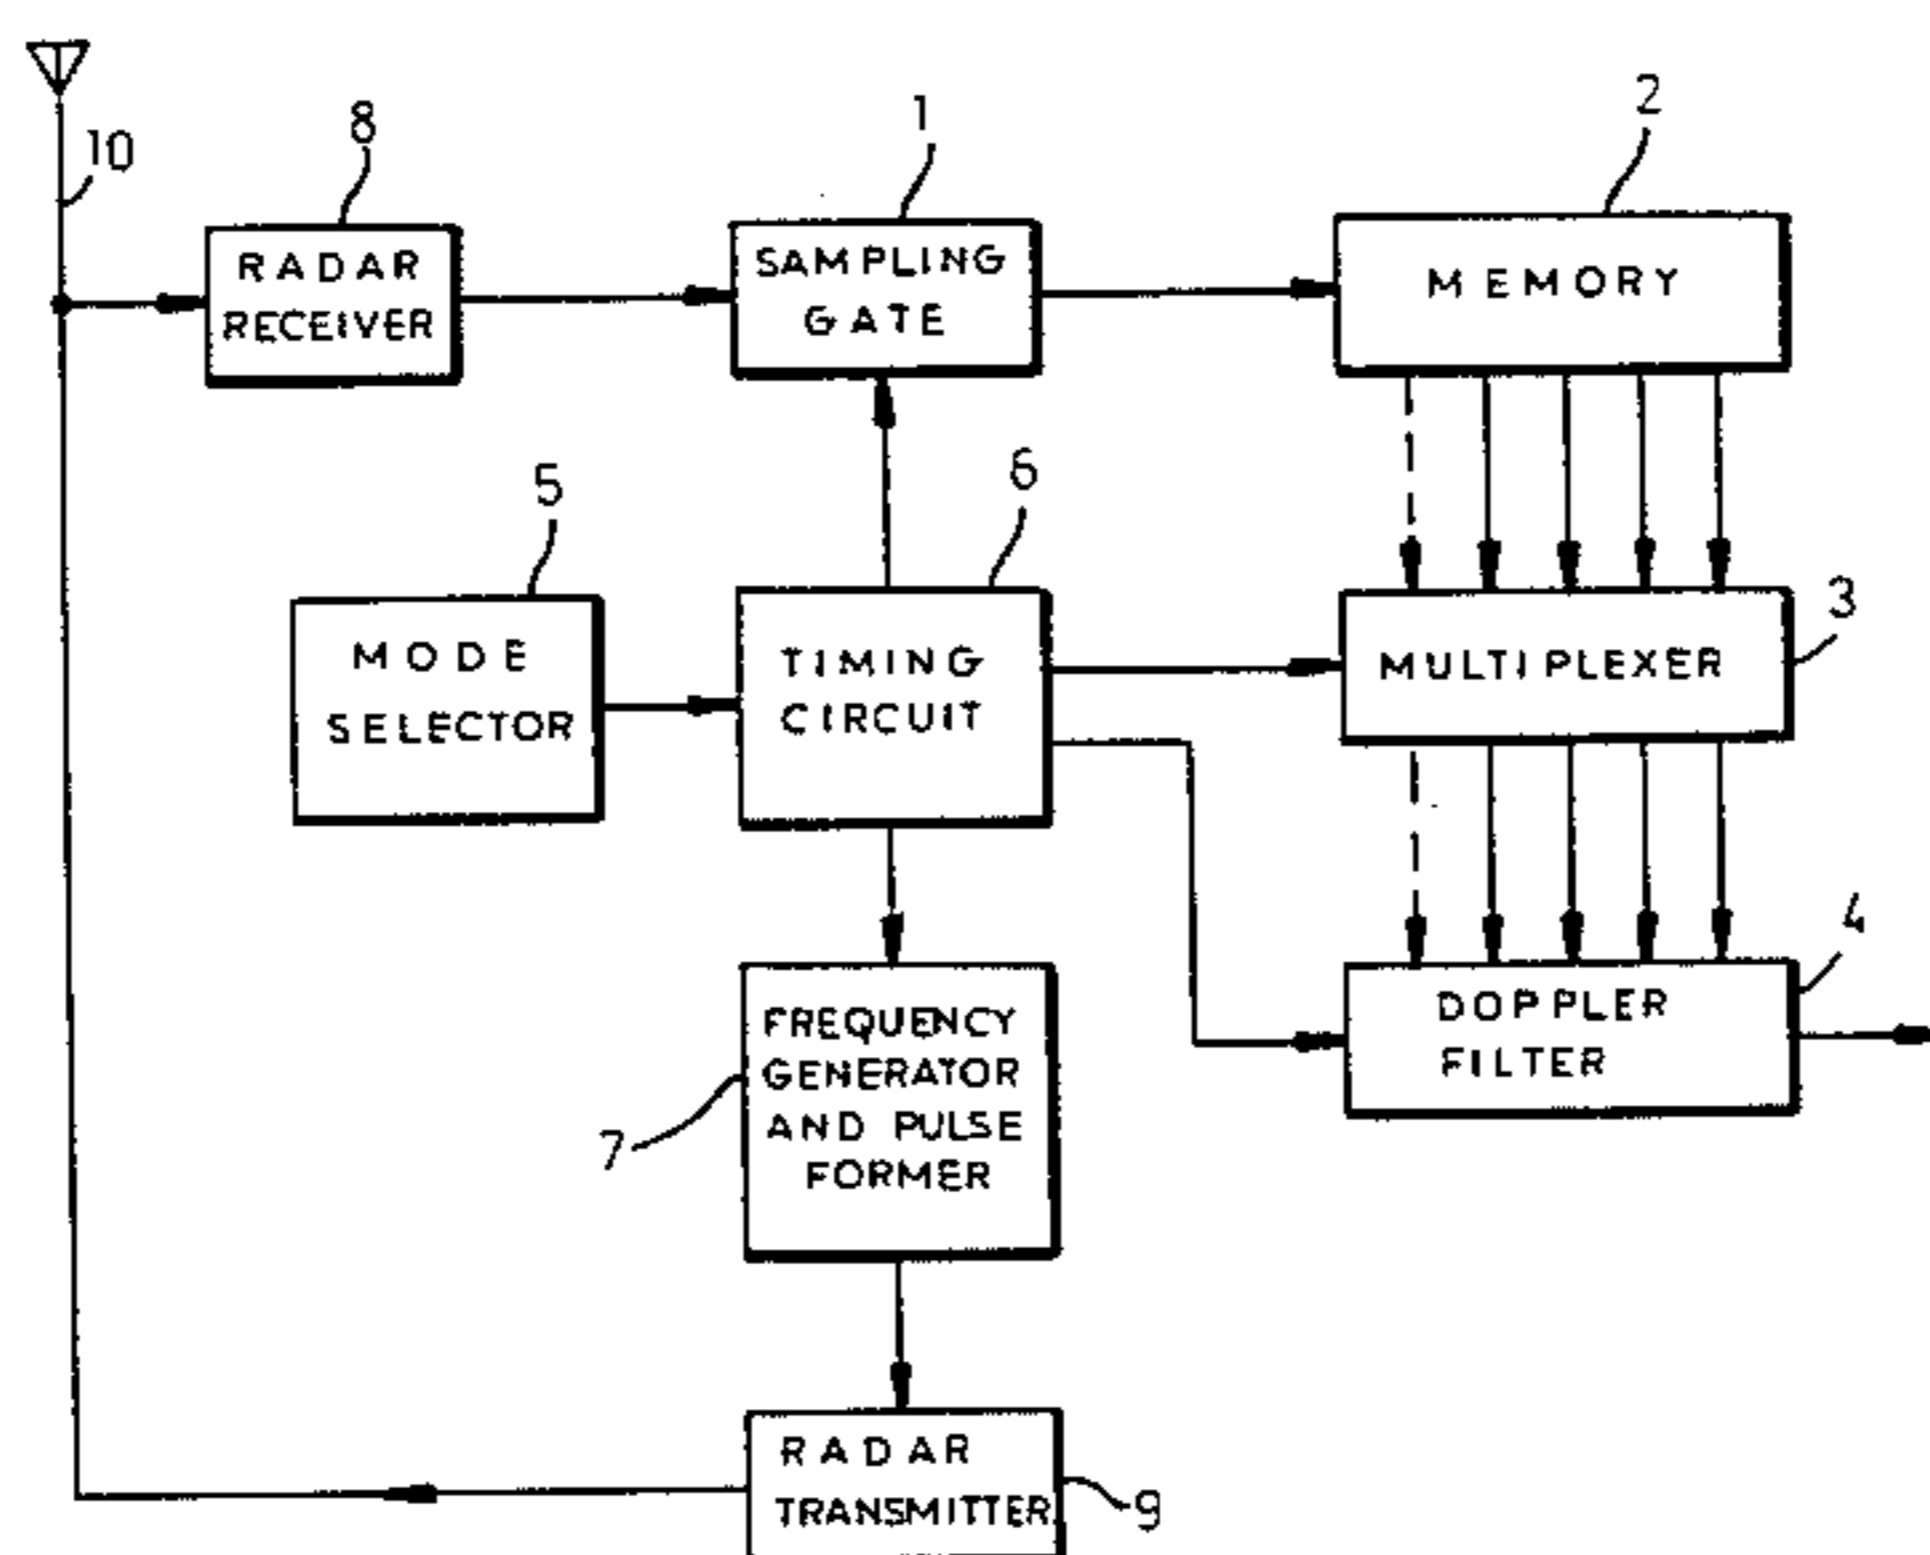 10
8
1
2
RADAR
RECEIVER
SAMPLING
GATE
MEMORY
5
6
3
MODE
SELECTOR
TIMING
CIRCUIT
MULTIPLEXER
4
7
FREQUENCY
GENERATOR
AND PULSE
FORMER
DOPPLER
FILTER
RADAR
TRANSMITTER
9